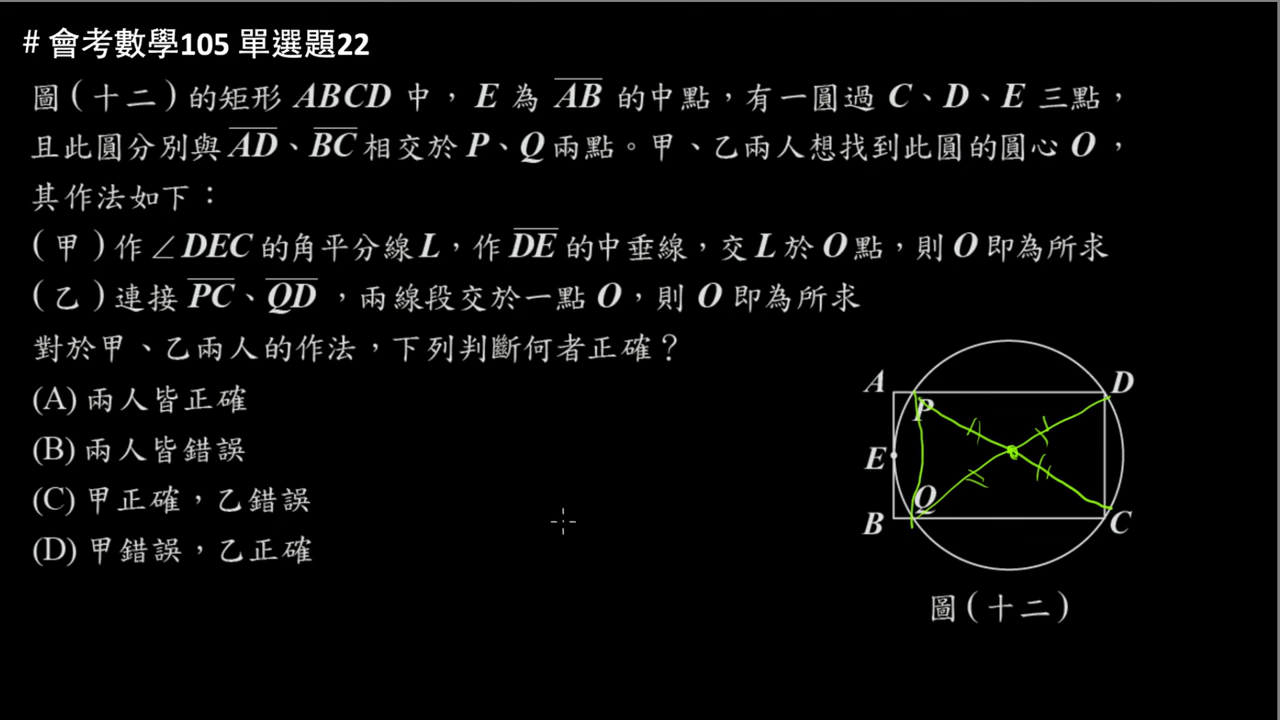 # 會考數學105 單選題22
圖(十二)的矩形 ABCD 中，E 為 AB 的中點，有一圓過 C、D、E 三點，
且此圓分別與 AD、BC 相交於 P、Q 兩點。甲、乙兩人想找到此圓的圓心 O，
其作法如下：
(甲)作∠DEC 的角平分線 L，作 DE 的中垂線，交 L 於 O 點，則 O 即為所求
(乙)連接 PC、QD，兩線段交於一點 O，則 O 即為所求
對於甲、乙兩人的作法，下列判斷何者正確？
(A) 兩人皆正確
(B) 兩人皆錯誤
(C) 甲正確，乙錯誤
(D) 甲錯誤，乙正確
A
D
P
E
Q
B
C
圖(十二)